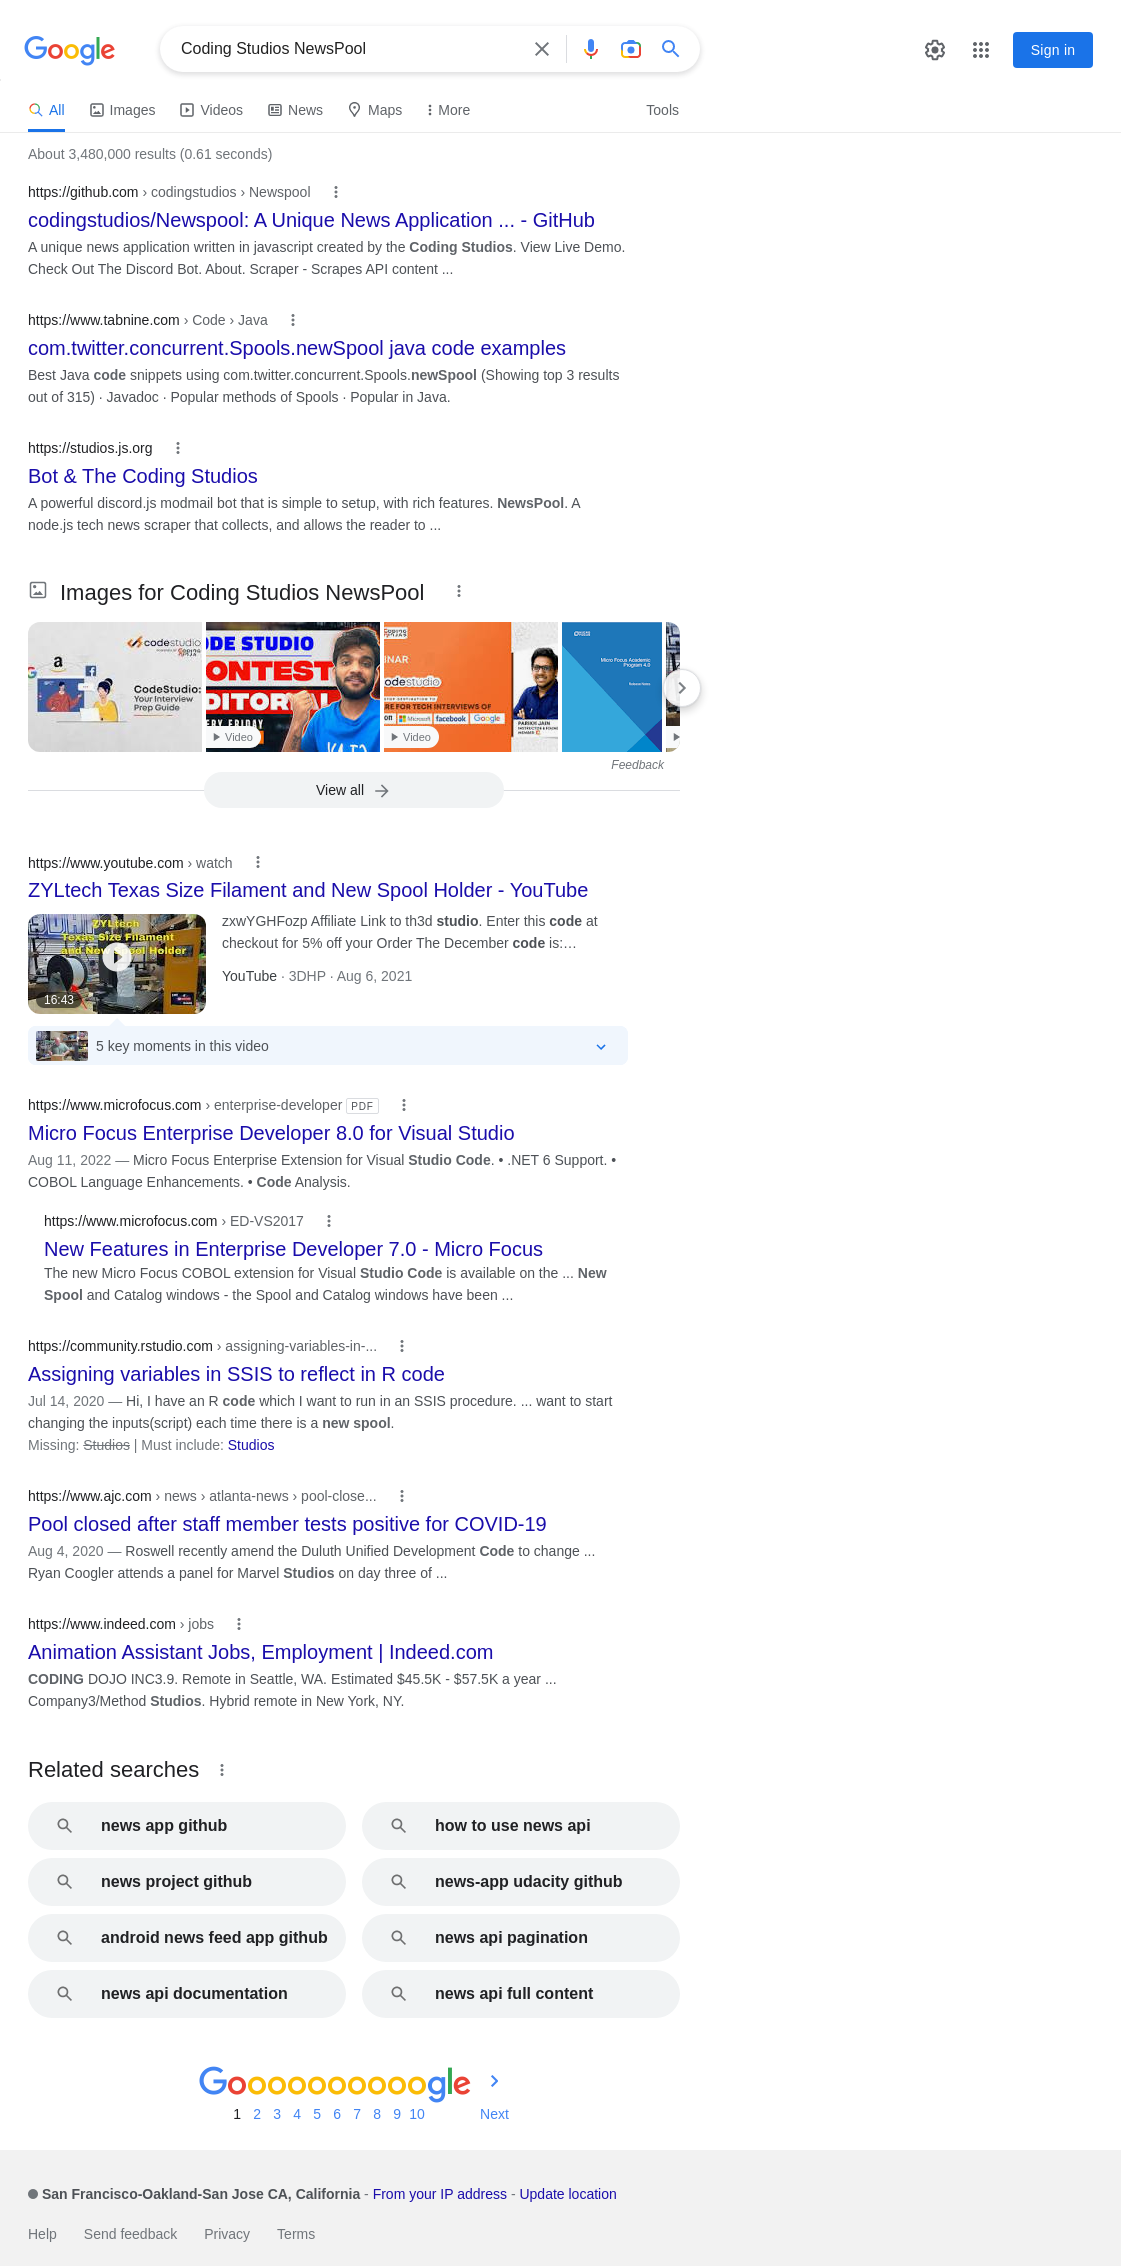 Google
Coding Studios NewsPool
Sign in
All
Images
Videos
News
Maps
More
Tools
About 3,480,000 results (0.61 seconds)
https://github.com › codingstudios › Newspool
codingstudios/Newspool: A Unique News Application ... - GitHub
A unique news application written in javascript created by the Coding Studios. View Live Demo.
Check Out The Discord Bot. About. Scraper - Scrapes API content ...
https://www.tabnine.com › Code › Java
com.twitter.concurrent.Spools.newSpool java code examples
Best Java code snippets using com.twitter.concurrent.Spools.newSpool (Showing top 3 results
out of 315) · Javadoc · Popular methods of Spools · Popular in Java.
https://studios.js.org
Bot & The Coding Studios
A powerful discord.js modmail bot that is simple to setup, with rich features. NewsPool. A
node.js tech news scraper that collects, and allows the reader to ...
Images for Coding Studios NewsPool
codestudio
CodeStudio:
Your Interview
Prep Guide
ODE STUDIO
CONTEST
EDITORIAL
RY FRIDAY
Video
INAR
odestudio
RE FOR TECH INTERVIEWS OF
Microsoft
facebook
Google
PARIKH JAIN
Video
Micro Focus Academic
Program 4.0
Feedback
View all
https://www.youtube.com › watch
ZYLtech Texas Size Filament and New Spool Holder - YouTube
ZYLtech
Texas Size Filament
and New Spool Holder
16:43
zxwYGHFozp Affiliate Link to th3d studio. Enter this code at
checkout for 5% off your Order The December code is:...
YouTube · 3DHP · Aug 6, 2021
5 key moments in this video
https://www.microfocus.com › enterprise-developer PDF
Micro Focus Enterprise Developer 8.0 for Visual Studio
Aug 11, 2022 — Micro Focus Enterprise Extension for Visual Studio Code. • .NET 6 Support. •
COBOL Language Enhancements. • Code Analysis.
https://www.microfocus.com › ED-VS2017
New Features in Enterprise Developer 7.0 - Micro Focus
The new Micro Focus COBOL extension for Visual Studio Code is available on the ... New
Spool and Catalog windows - the Spool and Catalog windows have been ...
https://community.rstudio.com › assigning-variables-in-...
Assigning variables in SSIS to reflect in R code
Jul 14, 2020 — Hi, I have an R code which I want to run in an SSIS procedure. ... want to start
changing the inputs(script) each time there is a new spool.
Missing: Studios | Must include: Studios
https://www.ajc.com › news › atlanta-news › pool-close...
Pool closed after staff member tests positive for COVID-19
Aug 4, 2020 — Roswell recently amend the Duluth Unified Development Code to change ...
Ryan Coogler attends a panel for Marvel Studios on day three of ...
https://www.indeed.com › jobs
Animation Assistant Jobs, Employment | Indeed.com
CODING DOJO INC3.9. Remote in Seattle, WA. Estimated $45.5K - $57.5K a year ...
Company3/Method Studios. Hybrid remote in New York, NY.
Related searches
news app github
how to use news api
news project github
news-app udacity github
android news feed app github
news api pagination
news api documentation
news api full content
Goooooooooogle
1 2 3 4 5 6 7 8 9 10 Next
San Francisco-Oakland-San Jose CA, California - From your IP address - Update location
Help Send feedback Privacy Terms